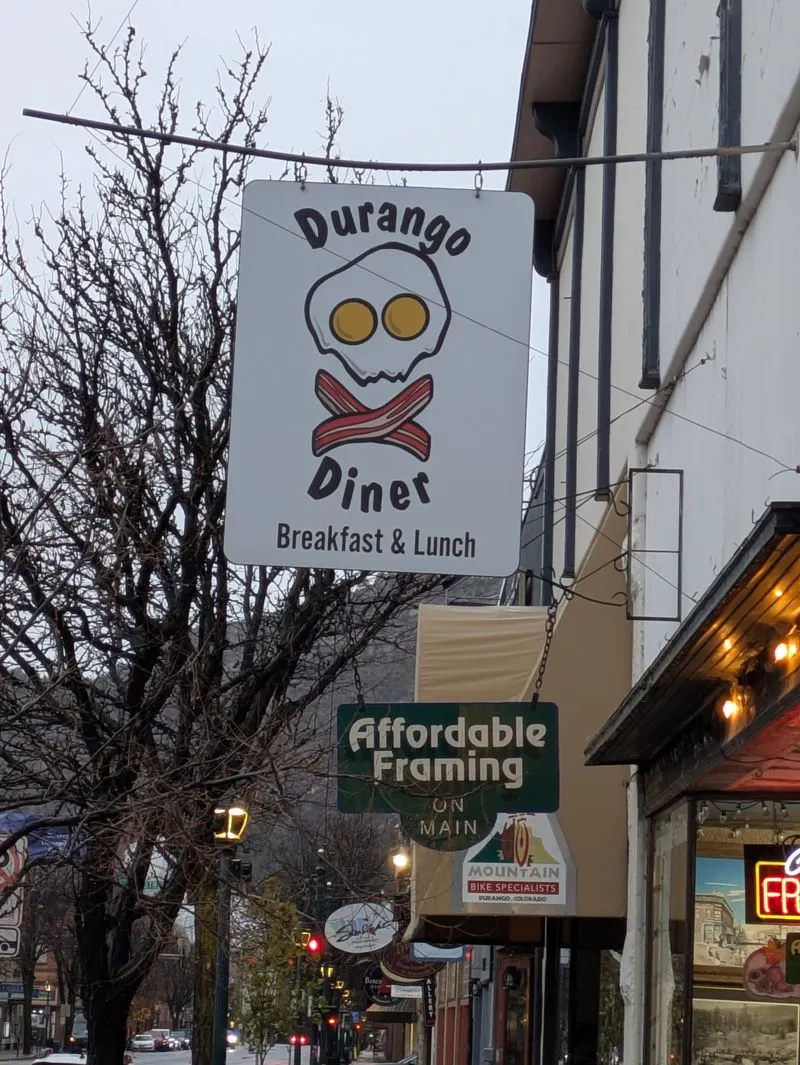 Durango
Diner
Breakfast & Lunch
Affordable
Framing
ON
MAIN
MOUNTAIN
BIKE SPECIALISTS
DURANGO, COLORADO